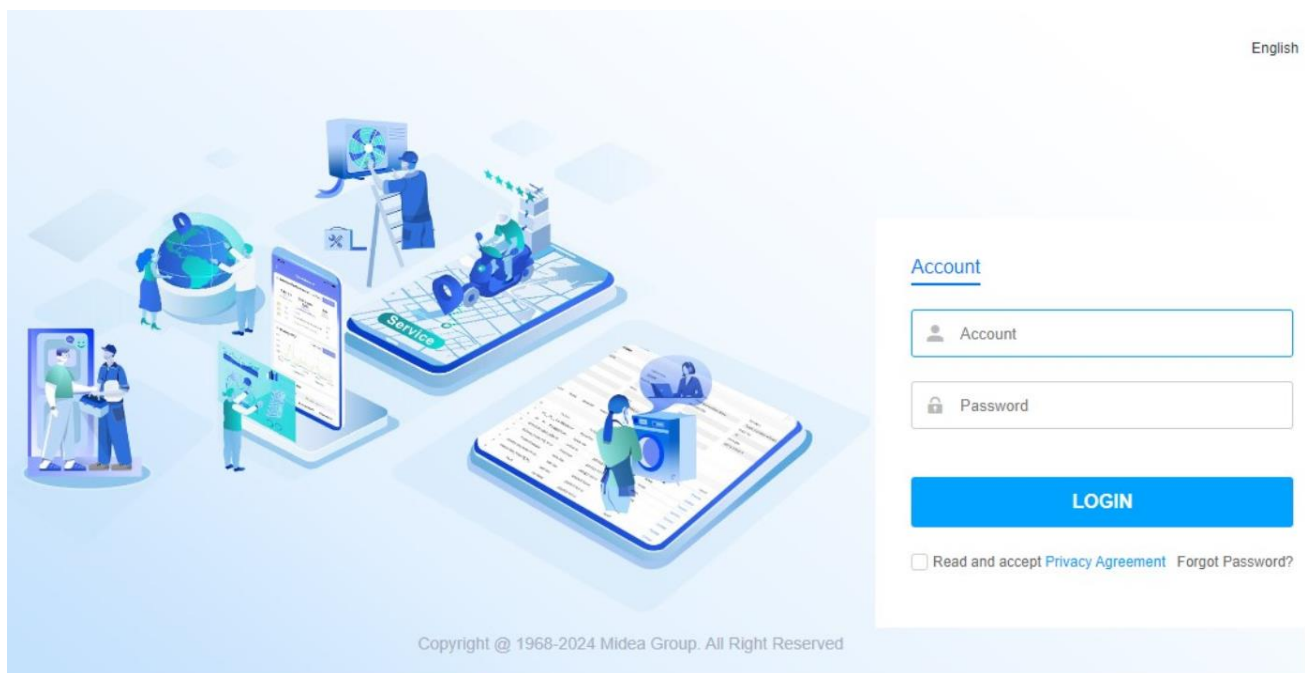 English
Service
Account
Account
Password
LOGIN
Read and accept Privacy Agreement Forgot Password?
Copyright @ 1968-2024 Midea Group. All Right Reserved